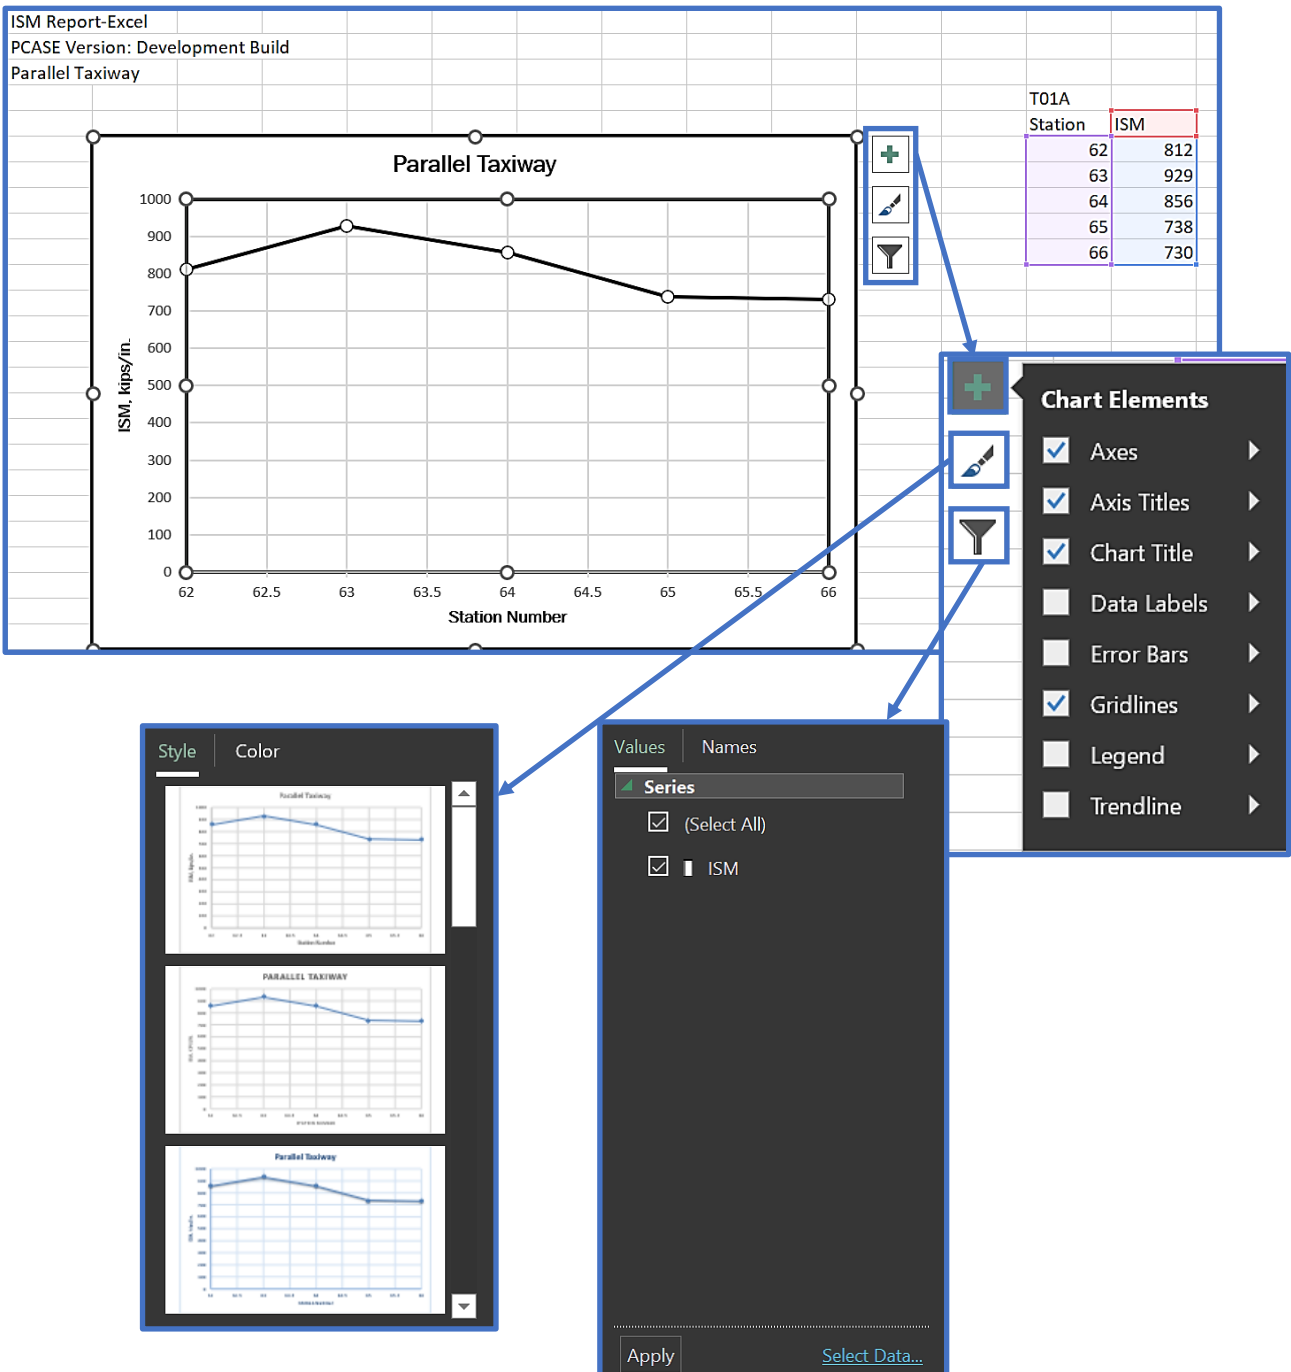 ISM Report-Excel
PCASE Version: Development Build
Parallel Taxiway
T01A
Station ISM
62 812
63 929
64 856
65 738
66 730
Parallel Taxiway
1000
900
800
700
600
500
400
300
200
100
0
ISM, kips/in.
62 62.5 63 63.5 64 64.5 65 65.5 66
Station Number
Chart Elements
Axes
Axis Titles
Chart Title
Data Labels
Error Bars
Gridlines
Legend
Trendline
Style Color
Parallel Taxiway
Station Number
PARALLEL TAXIWAY
Parallel Taxiway
Values Names
Series
(Select All)
ISM
Apply Select Data...